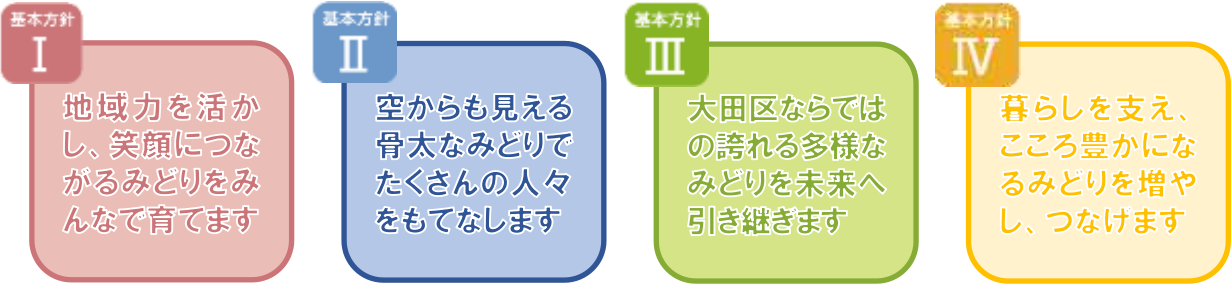 基本方針
Ⅰ
地域力を活か
し、笑顔につな
がるみどりをみ
んなで育てます
基本方針
Ⅱ
空からも見える
骨太なみどりで
たくさんの人々
をもてなします
基本方針
Ⅲ
大田区ならでは
の誇れる多様な
みどりを未来へ
引き継ぎます
基本方針
Ⅳ
暮らしを支え、
こころ豊かにな
るみどりを増や
し、つなげます